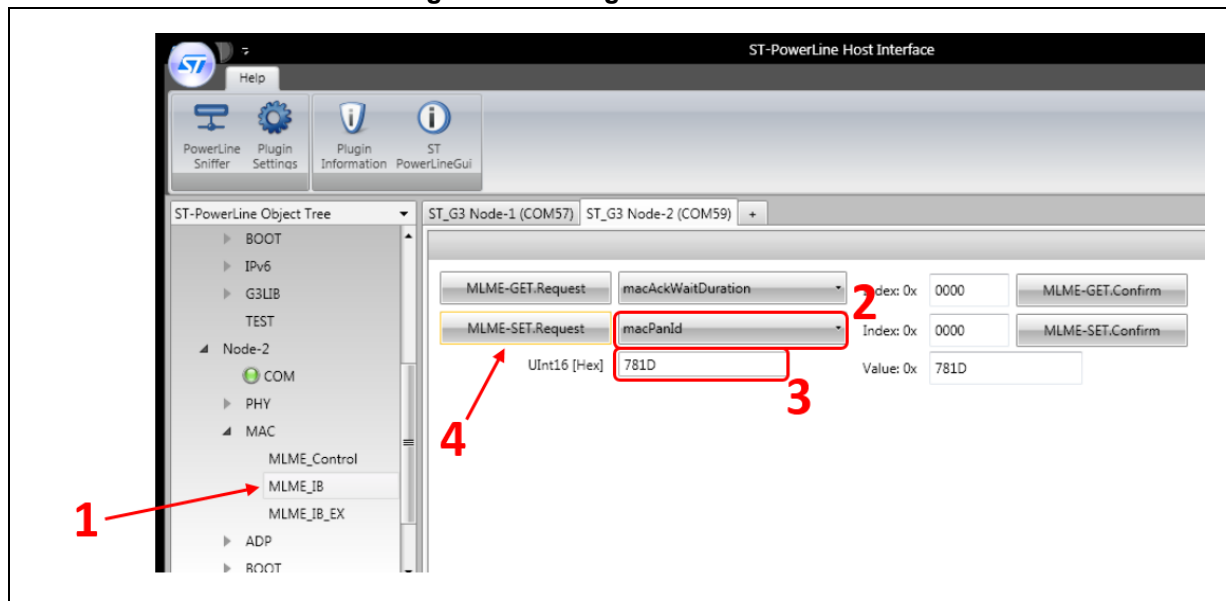 ST-PowerLine Host Interface
ST
Help
PowerLine Sniffer
Plugin Settings
Plugin Information
ST PowerLineGui
ST-PowerLine Object Tree
ST_G3 Node-1 (COM57) ST_G3 Node-2 (COM59) +
BOOT
IPv6
G3LIB
TEST
Node-2
COM
PHY
MAC
MLME_Control
MLME_IB
MLME_IB_EX
ADP
BOOT
MLME-GET.Request macAckWaitDuration Index: 0x 0000 MLME-GET.Confirm
MLME-SET.Request macPanId Index: 0x 0000 MLME-SET.Confirm
UInt16 [Hex] 781D Value: 0x 781D
1
2
3
4